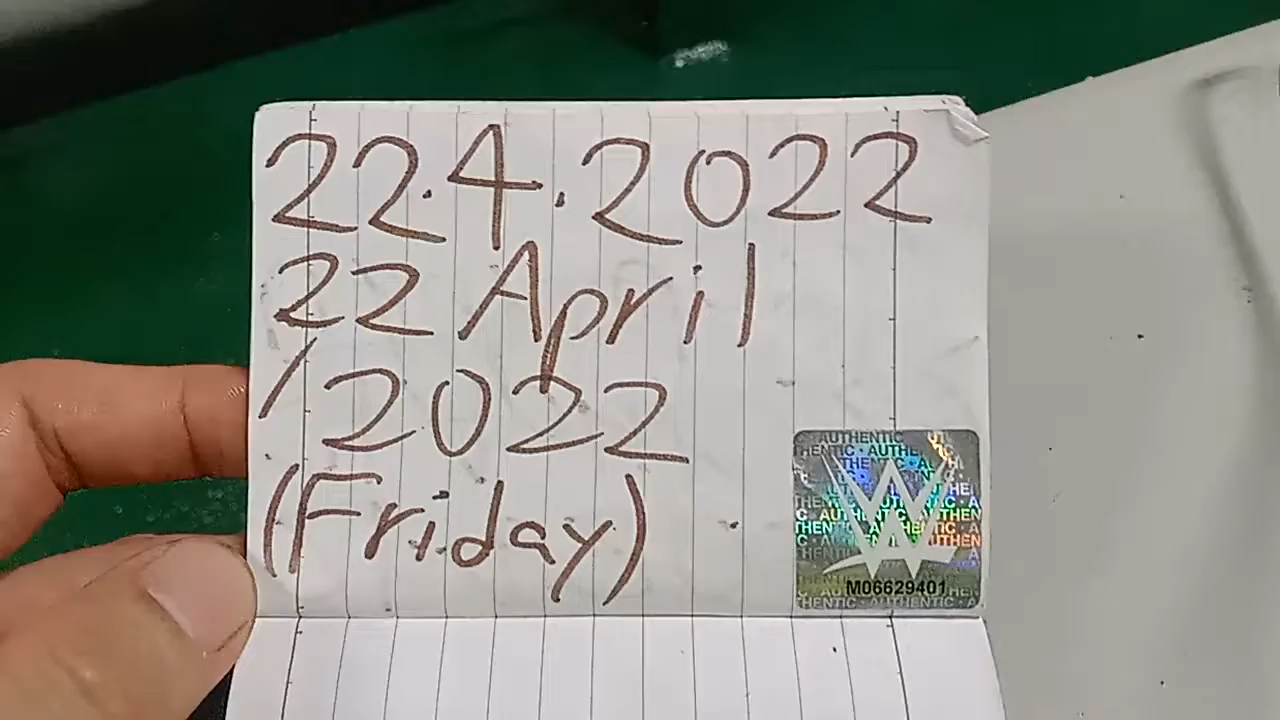 22.4.2022
22 April
/2022
(Friday)
AUTHENTIC
W
M06629401